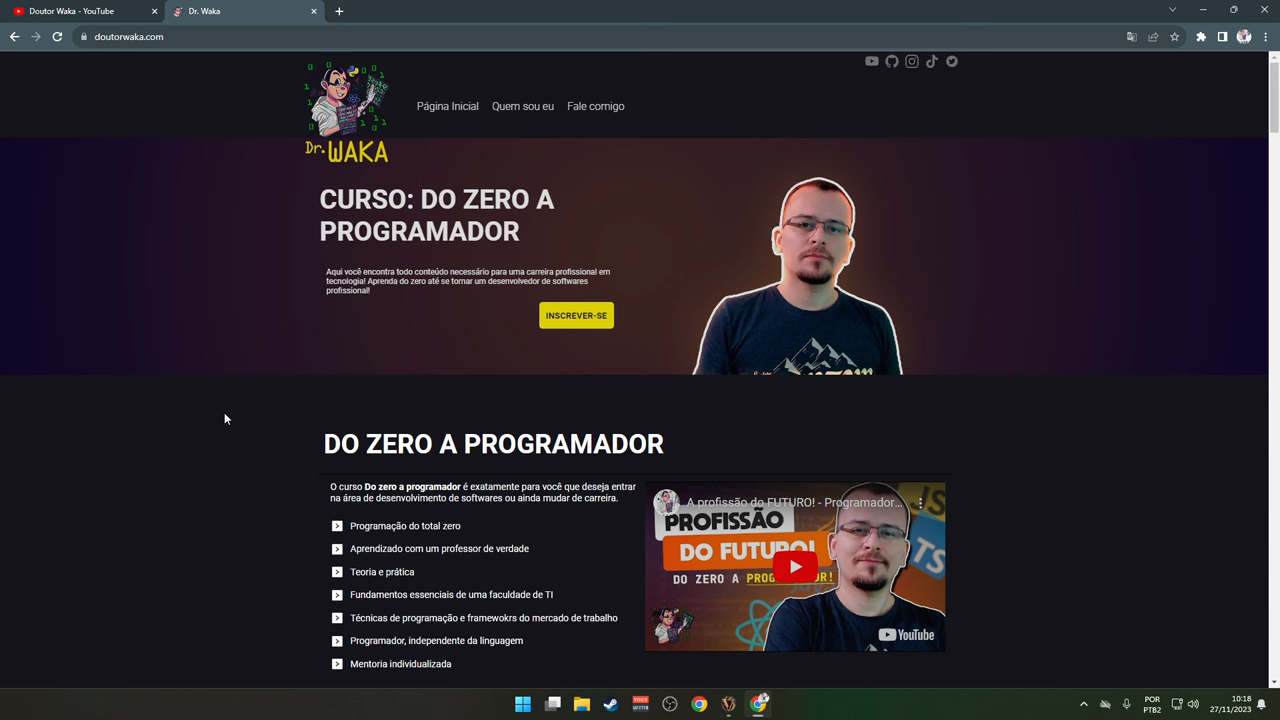 Doutor Waka - YouTube
Dr. Waka
doutorwaka.com
Dr. WAKA
Página Inicial
Quem sou eu
Fale comigo
CURSO: DO ZERO A
PROGRAMADOR
Aqui você encontra todo conteúdo necessário para uma carreira profissional em
tecnologia! Aprenda do zero até se tornar um desenvolvedor de softwares
profissional!
INSCREVER-SE
DO ZERO A PROGRAMADOR
O curso Do zero a programador é exatamente para você que deseja entrar
na área de desenvolvimento de softwares ou ainda mudar de carreira.
Programação do total zero
Aprendizado com um professor de verdade
Teoria e prática
Fundamentos essenciais de uma faculdade de TI
Técnicas de programação e framewokrs do mercado de trabalho
Programador, independente da linguagem
Mentoria individualizada
A profissão do FUTURO! - Programador...
PROFISSÃO
DO FUTURO!
DO ZERO A PROGRAMADOR!
JS
TS
YouTube
POR
PTB2
10:18
27/11/2023